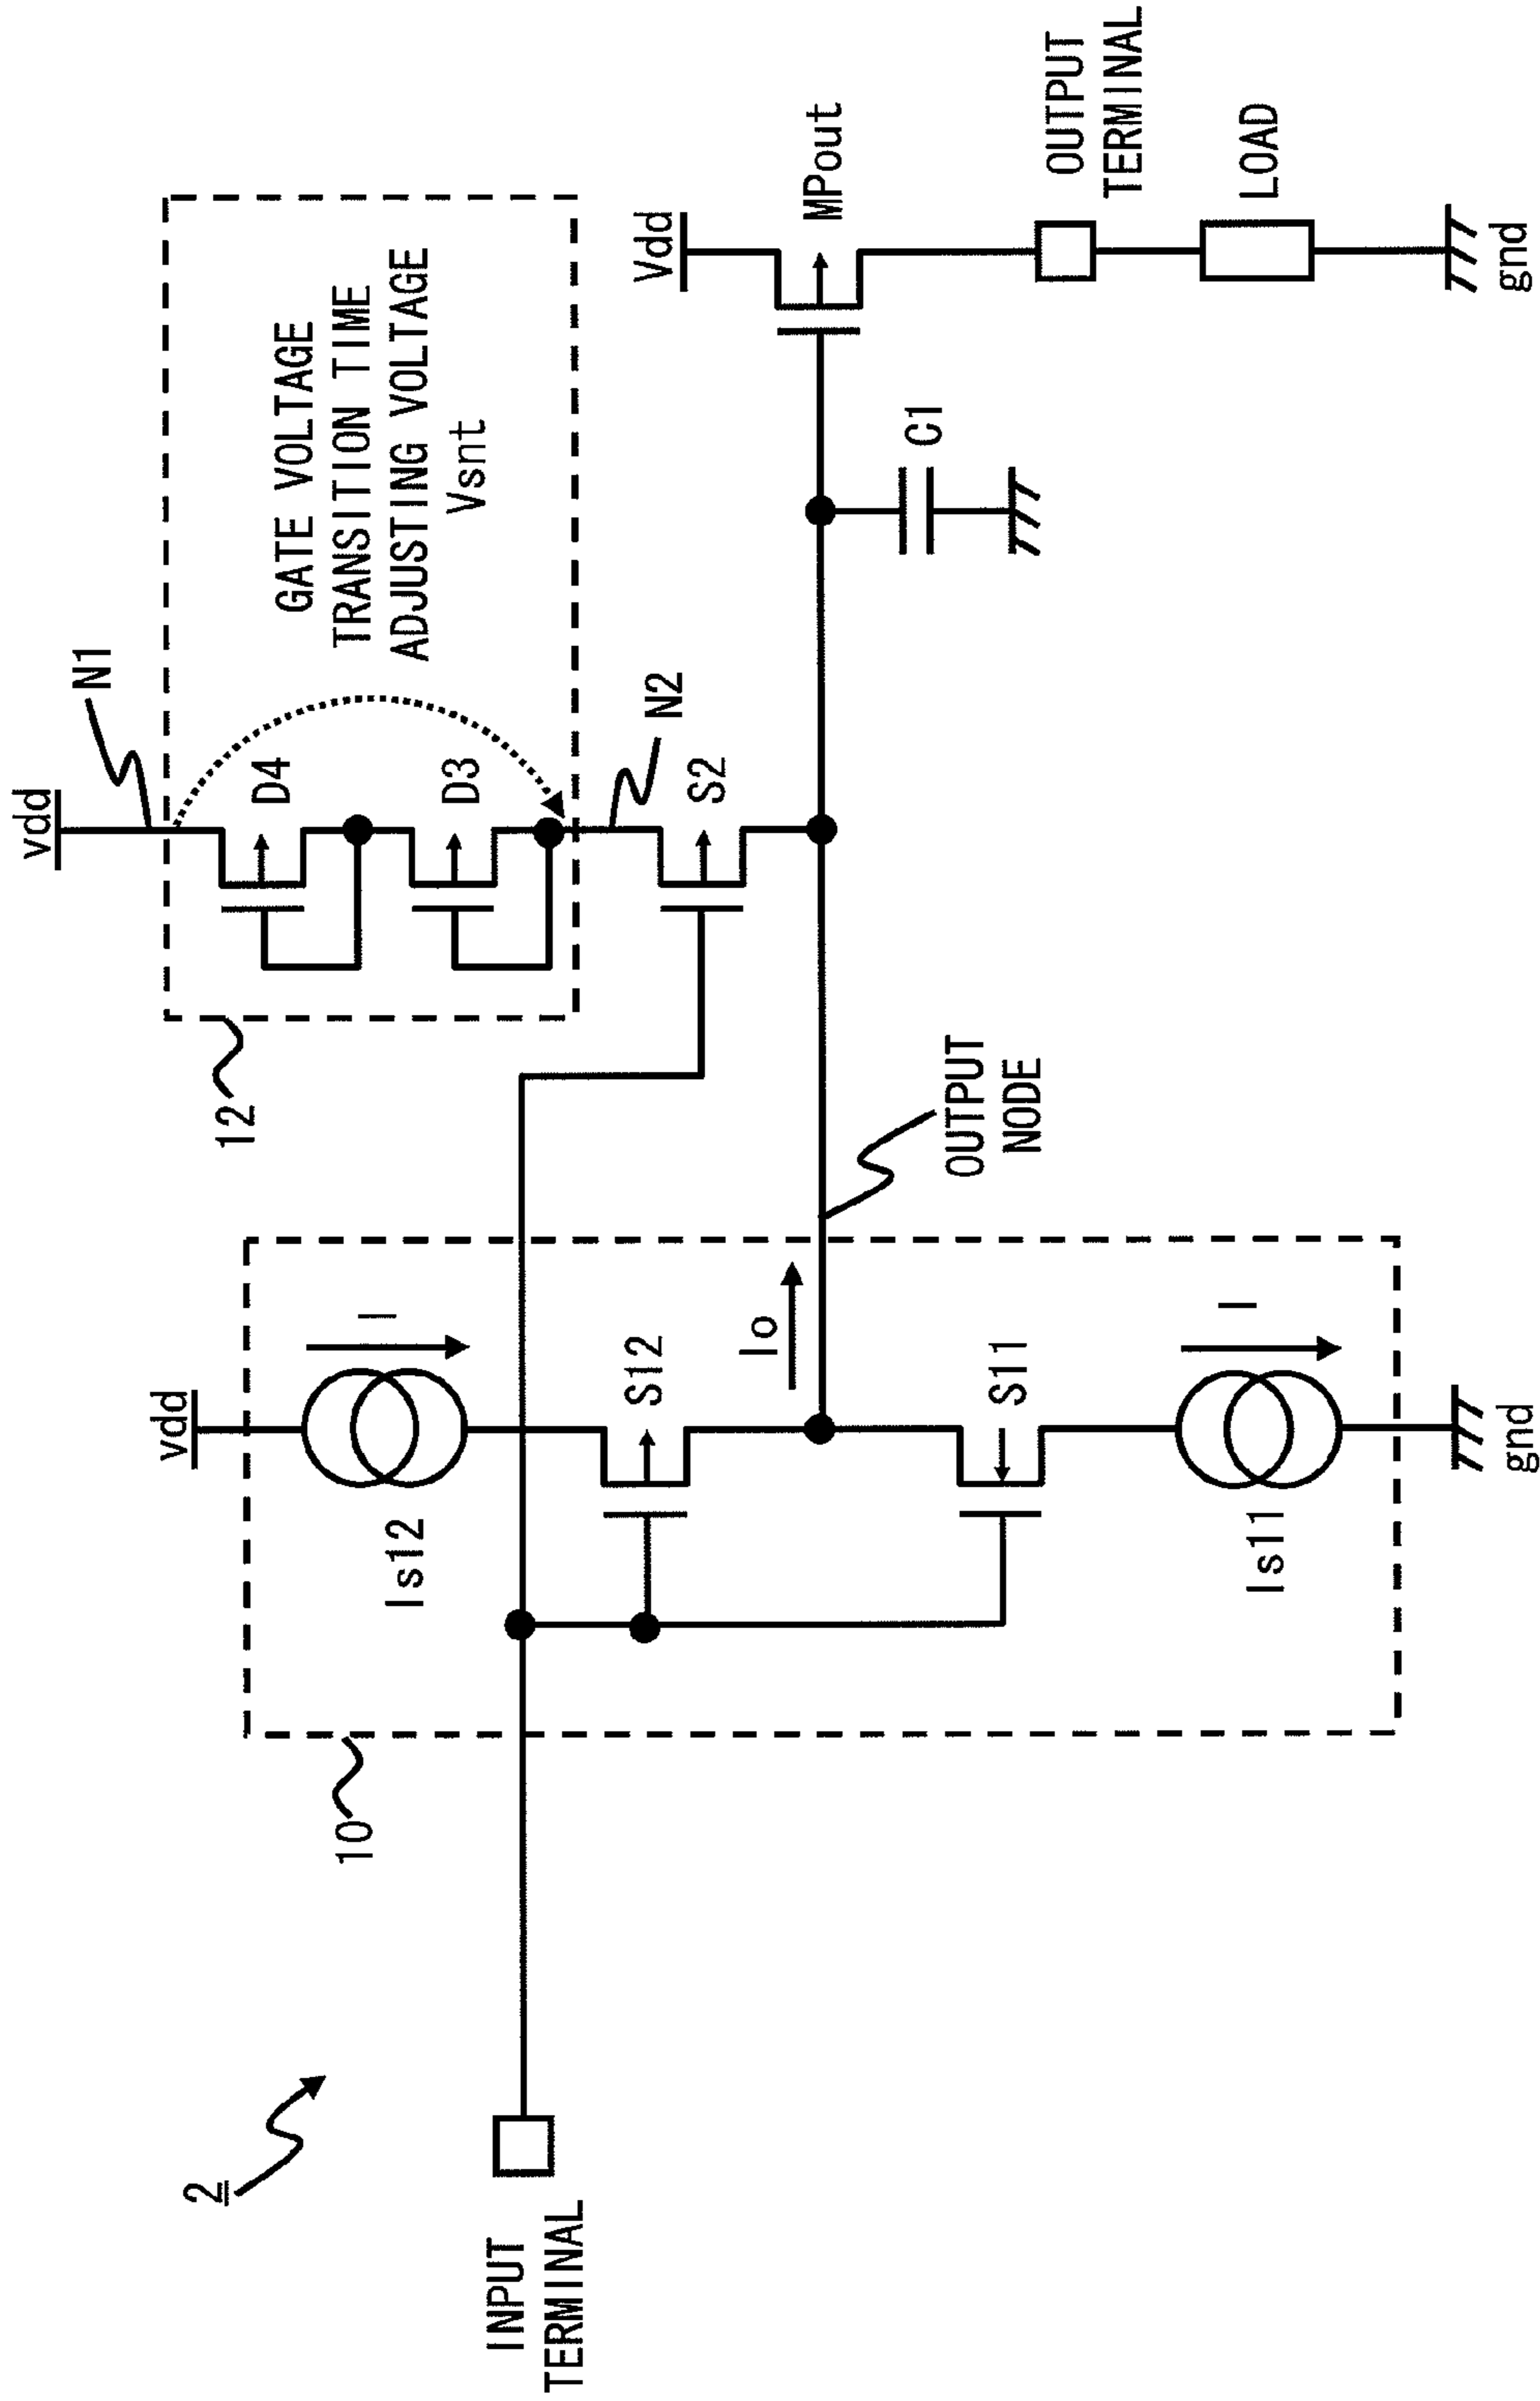 2
INPUT
TERMINAL
10
vdd
Is12
I
S12
Io
S11
Is11
I
gnd
OUTPUT
NODE
12
vdd
N1
D4
D3
GATE VOLTAGE
TRANSITION TIME
ADJUSTING VOLTAGE
Vsnt
N2
S2
C1
Vdd
MPout
OUTPUT
TERMINAL
LOAD
gnd